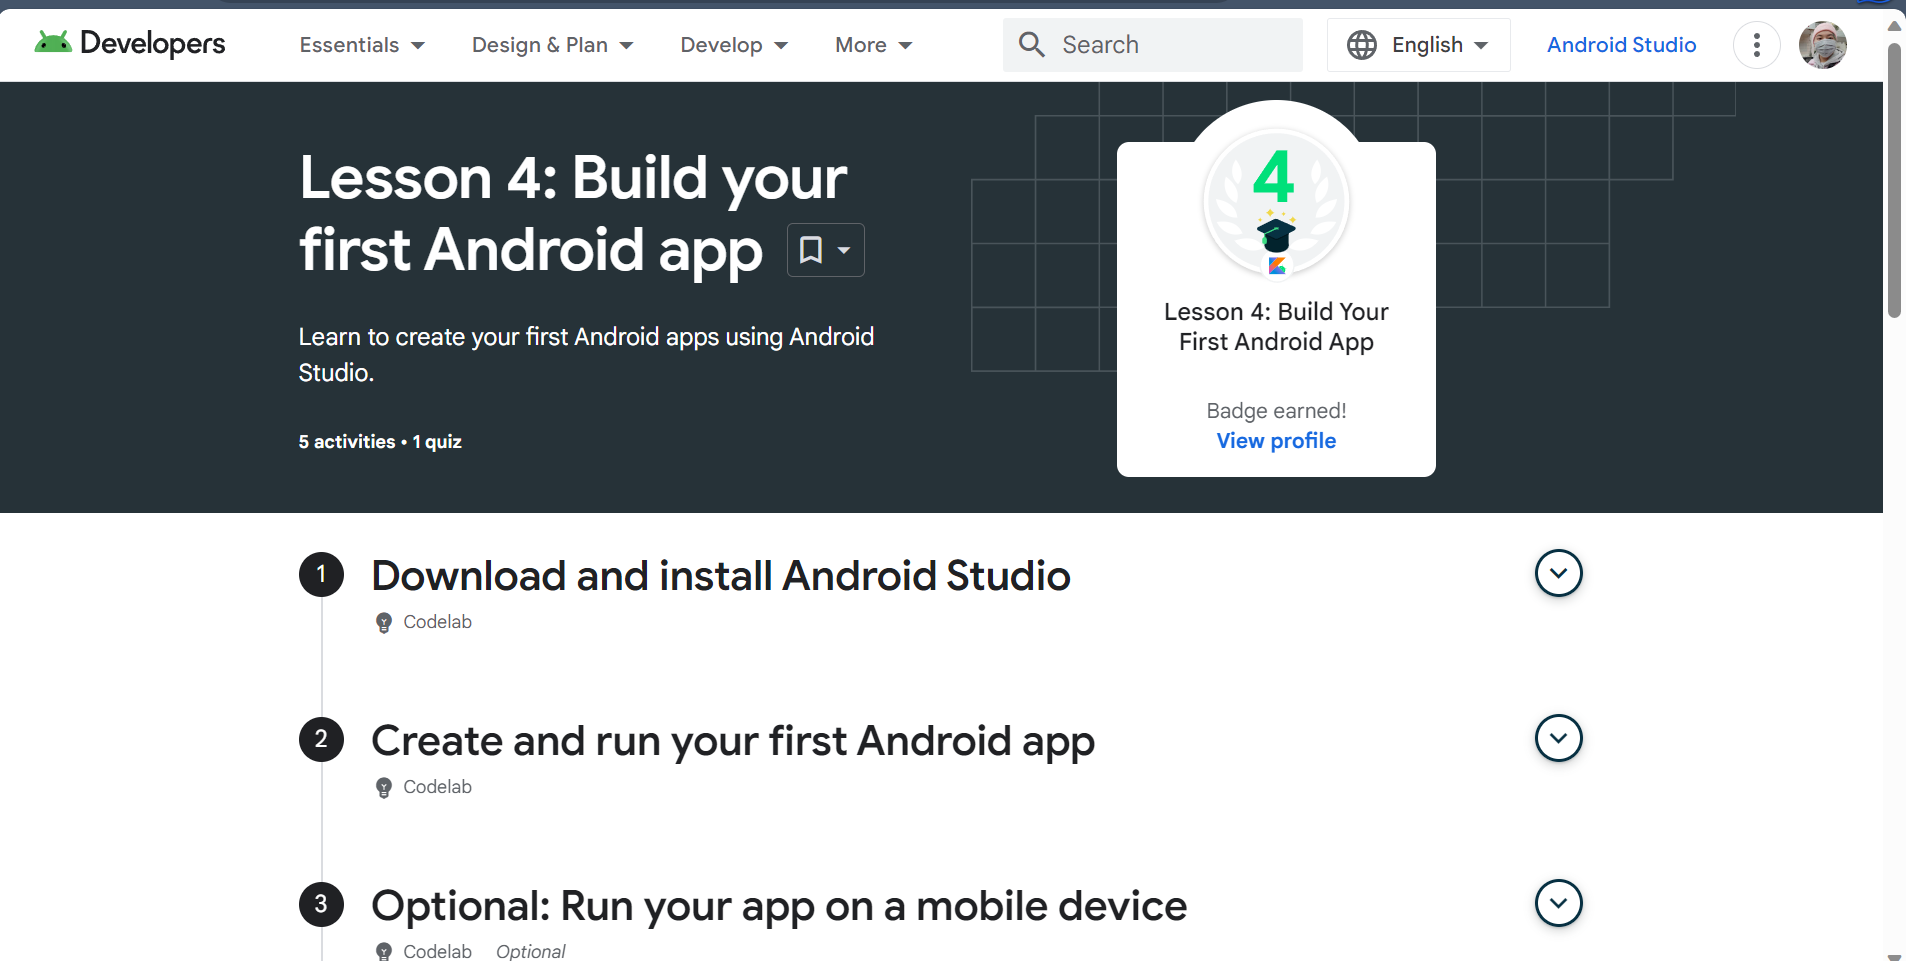 Developers
Essentials
Design & Plan
Develop
More
Search
English
Android Studio
Lesson 4: Build your
first Android app
Learn to create your first Android apps using Android
Studio.
5 activities • 1 quiz
4
Lesson 4: Build Your
First Android App
Badge earned!
View profile
1
Download and install Android Studio
Codelab
2
Create and run your first Android app
Codelab
3
Optional: Run your app on a mobile device
Codelab Optional